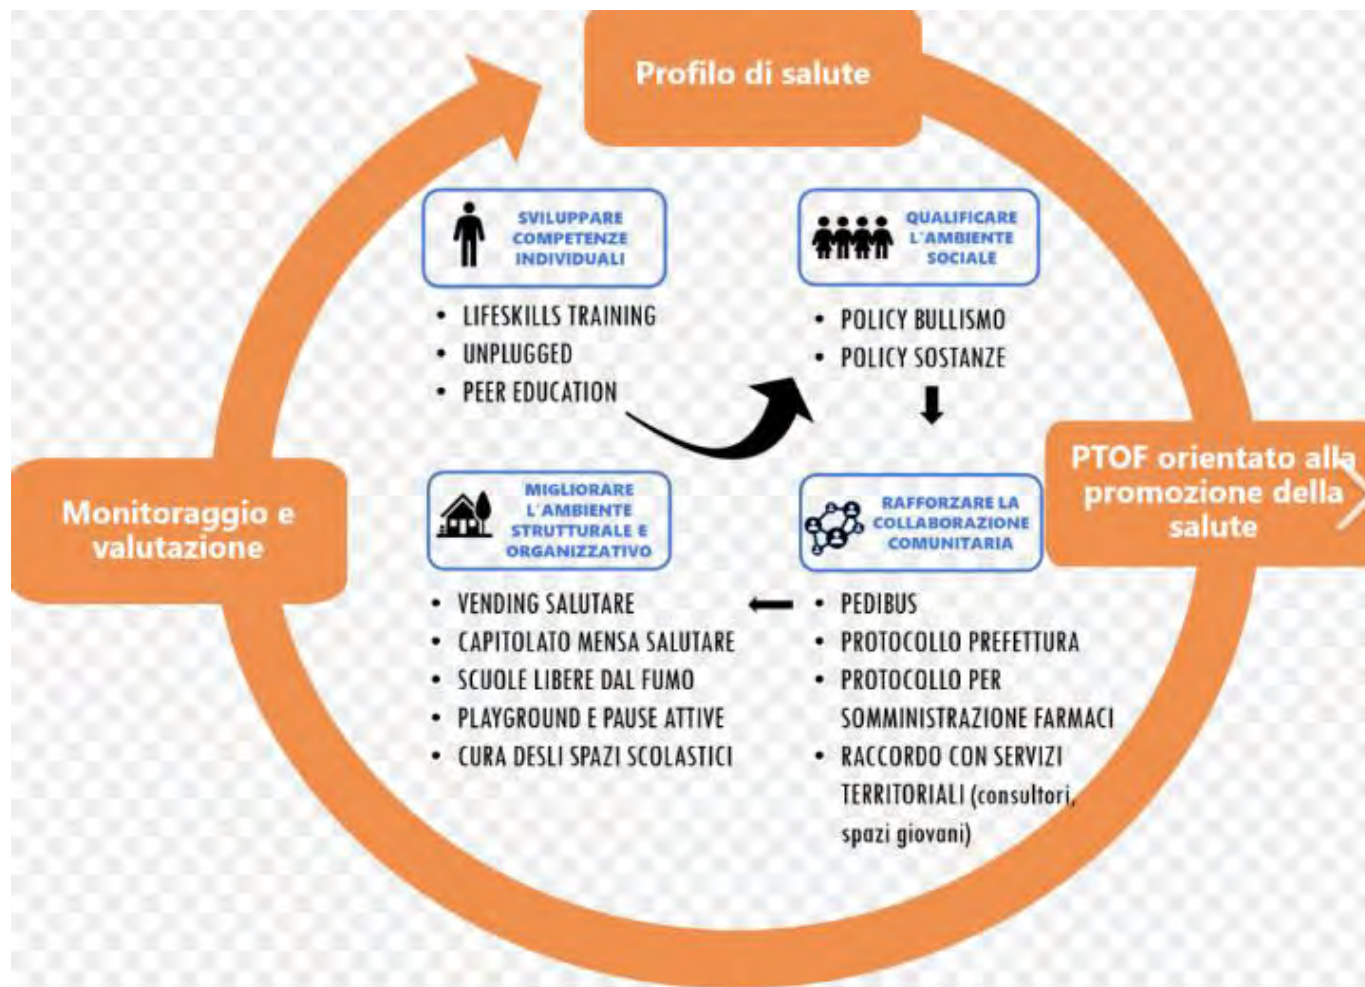 Profilo di salute
SVILUPPARE
COMPETENZE
INDIVIDUALI
• LIFESKILLS TRAINING
• UNPLUGGED
• PEER EDUCATION
QUALIFICARE
L'AMBIENTE
SOCIALE
• POLICY BULLISMO
• POLICY SOSTANZE
PTOF orientato alla
promozione della
salute
RAFFORZARE LA
COLLABORAZIONE
COMUNITARIA
• PEDIBUS
• PROTOCOLLO PREFETTURA
• PROTOCOLLO PER
SOMMINISTRAZIONE FARMACI
• RACCORDO CON SERVIZI
TERRITORIALI (consultori,
spazi giovani)
MIGLIORARE
L'AMBIENTE
STRUTTURALE E
ORGANIZZATIVO
• VENDING SALUTARE
• CAPITOLATO MENSA SALUTARE
• SCUOLE LIBERE DAL FUMO
• PLAYGROUND E PAUSE ATTIVE
• CURA DESLI SPAZI SCOLASTICI
Monitoraggio e
valutazione